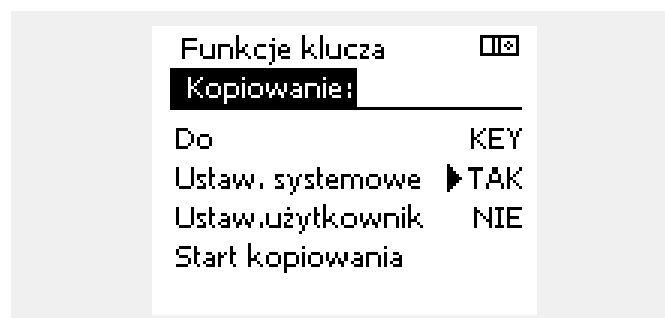 Funkcje klucza
Kopiowanie:
Do KEY
Ustaw. systemowe ▶TAK
Ustaw.użytkownik NIE
Start kopiowania